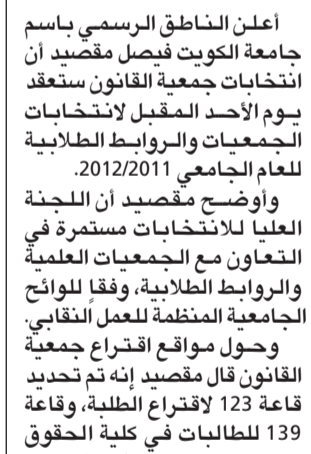 أعلن الناطق الرسمي باسم
جامعة الكويت فيصل مقصيد أن
انتخابات جمعية القانون ستعقد
يوم الأحد المقبل لانتخابات
الجمعيات والروابط الطلابية
للعام الجامعي 2012/2011.
وأوضح مقصيد أن اللجنة
العليا للانتخابات مستمرة في
التعاون مع الجمعيات العلمية
والروابط الطلابية، وفقا للوائح
الجامعية المنظمة للعمل النقابي.
وحول مواقع اقتراع جمعية
القانون قال مقصيد إنه تم تحديد
قاعة 123 لاقتراع الطلبة، وقاعة
139 للطالبات في كلية الحقوق